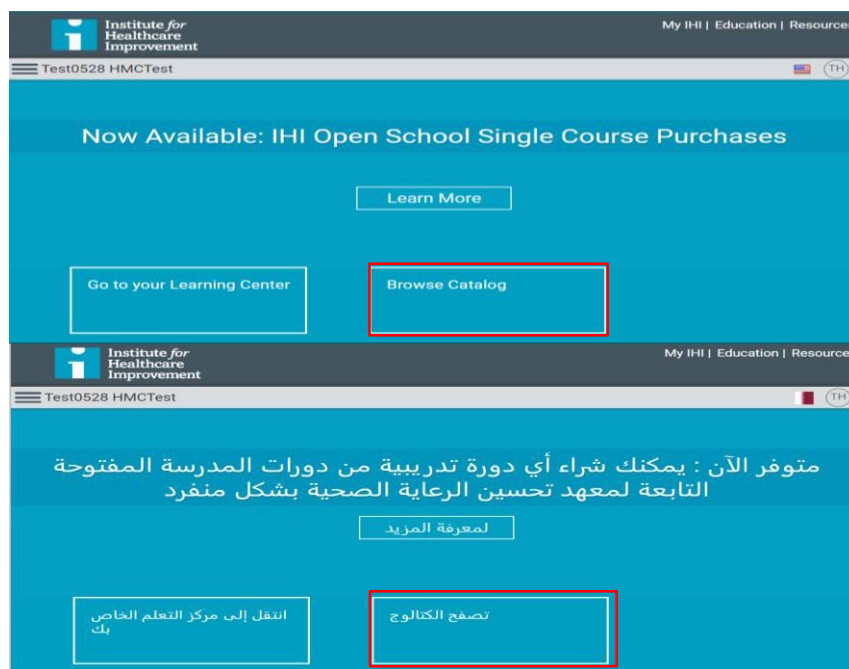 Institute for
Healthcare
Improvement
My IHI | Education | Resource
Test0528 HMCTest
TH
Now Available: IHI Open School Single Course Purchases
Learn More
Go to your Learning Center
Browse Catalog
Institute for
Healthcare
Improvement
My IHI | Education | Resource
Test0528 HMCTest
TH
متوفر الآن : يمكنك شراء أي دورة تدريبية من دورات المدرسة المفتوحة
التابعة لمعهد تحسين الرعاية الصحية بشكل منفرد
لمعرفة المزيد
انتقل إلى مركز التعلم الخاص
بك
تصفح الكتالوج